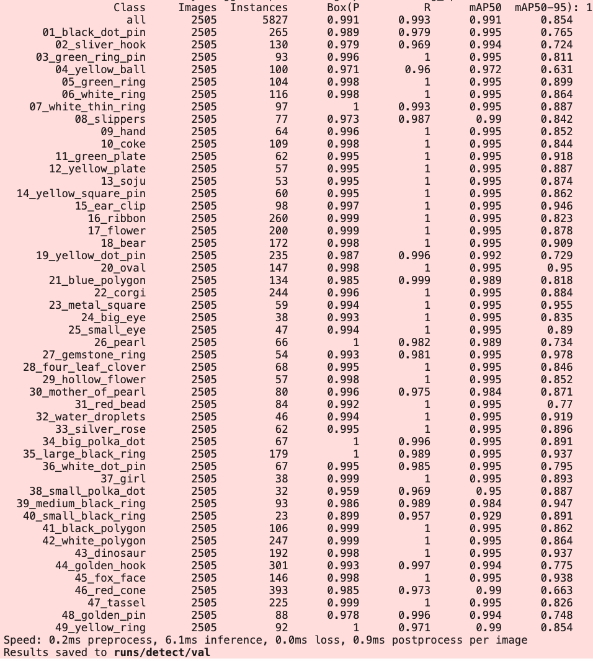 Class Images Instances Box(P R mAP50 mAP50-95): 1
all 2505 5827 0.991 0.993 0.991 0.854
01_black_dot_pin 2505 265 0.989 0.979 0.995 0.765
02_sliver_hook 2505 130 0.979 0.969 0.994 0.724
03_green_ring_pin 2505 93 0.996 1 0.995 0.811
04_yellow_ball 2505 100 0.971 0.96 0.972 0.631
05_green_ring 2505 104 0.998 1 0.995 0.899
06_white_ring 2505 116 0.998 1 0.995 0.864
07_white_thin_ring 2505 97 1 0.993 0.995 0.887
08_slippers 2505 77 0.973 0.987 0.99 0.842
09_hand 2505 64 0.996 1 0.995 0.852
10_coke 2505 109 0.998 1 0.995 0.844
11_green_plate 2505 62 0.995 1 0.995 0.918
12_yellow_plate 2505 57 0.995 1 0.995 0.887
13_soju 2505 53 0.995 1 0.995 0.874
14_yellow_square_pin 2505 60 0.995 1 0.995 0.862
15_ear_clip 2505 98 0.997 1 0.995 0.946
16_ribbon 2505 260 0.999 1 0.995 0.823
17_flower 2505 200 0.999 1 0.995 0.878
18_bear 2505 172 0.998 1 0.995 0.909
19_yellow_dot_pin 2505 235 0.987 0.996 0.992 0.729
20_oval 2505 147 0.998 1 0.995 0.95
21_blue_polygon 2505 134 0.985 0.999 0.989 0.818
22_corgi 2505 244 0.996 1 0.995 0.884
23_metal_square 2505 59 0.994 1 0.995 0.955
24_big_eye 2505 38 0.993 1 0.995 0.835
25_small_eye 2505 47 0.994 1 0.995 0.89
26_pearl 2505 66 1 0.982 0.989 0.734
27_gemstone_ring 2505 54 0.993 0.981 0.995 0.978
28_four_leaf_clover 2505 68 0.995 1 0.995 0.846
29_hollow_flower 2505 57 0.998 1 0.995 0.852
30_mother_of_pearl 2505 80 0.996 0.975 0.984 0.871
31_red_bead 2505 84 0.992 1 0.995 0.77
32_water_droplets 2505 46 0.994 1 0.995 0.919
33_silver_rose 2505 62 0.995 1 0.995 0.896
34_big_polka_dot 2505 67 1 0.996 0.995 0.891
35_large_black_ring 2505 179 1 0.989 0.995 0.937
36_white_dot_pin 2505 67 0.995 0.985 0.995 0.795
37_girl 2505 38 0.999 1 0.995 0.893
38_small_polka_dot 2505 32 0.959 0.969 0.95 0.887
39_medium_black_ring 2505 93 0.986 0.989 0.984 0.947
40_small_black_ring 2505 23 0.899 0.957 0.929 0.891
41_black_polygon 2505 106 0.999 1 0.995 0.862
42_white_polygon 2505 247 0.999 1 0.995 0.864
43_dinosaur 2505 192 0.998 1 0.995 0.937
44_golden_hook 2505 301 0.993 0.997 0.994 0.775
45_fox_face 2505 146 0.998 1 0.995 0.938
46_red_cone 2505 393 0.985 0.973 0.99 0.663
47_tassel 2505 225 0.999 1 0.995 0.826
48_golden_pin 2505 88 0.978 0.996 0.994 0.748
49_yellow_ring 2505 92 1 0.971 0.99 0.854
Speed: 0.2ms preprocess, 6.1ms inference, 0.0ms loss, 0.9ms postprocess per image
Results saved to runs/detect/val